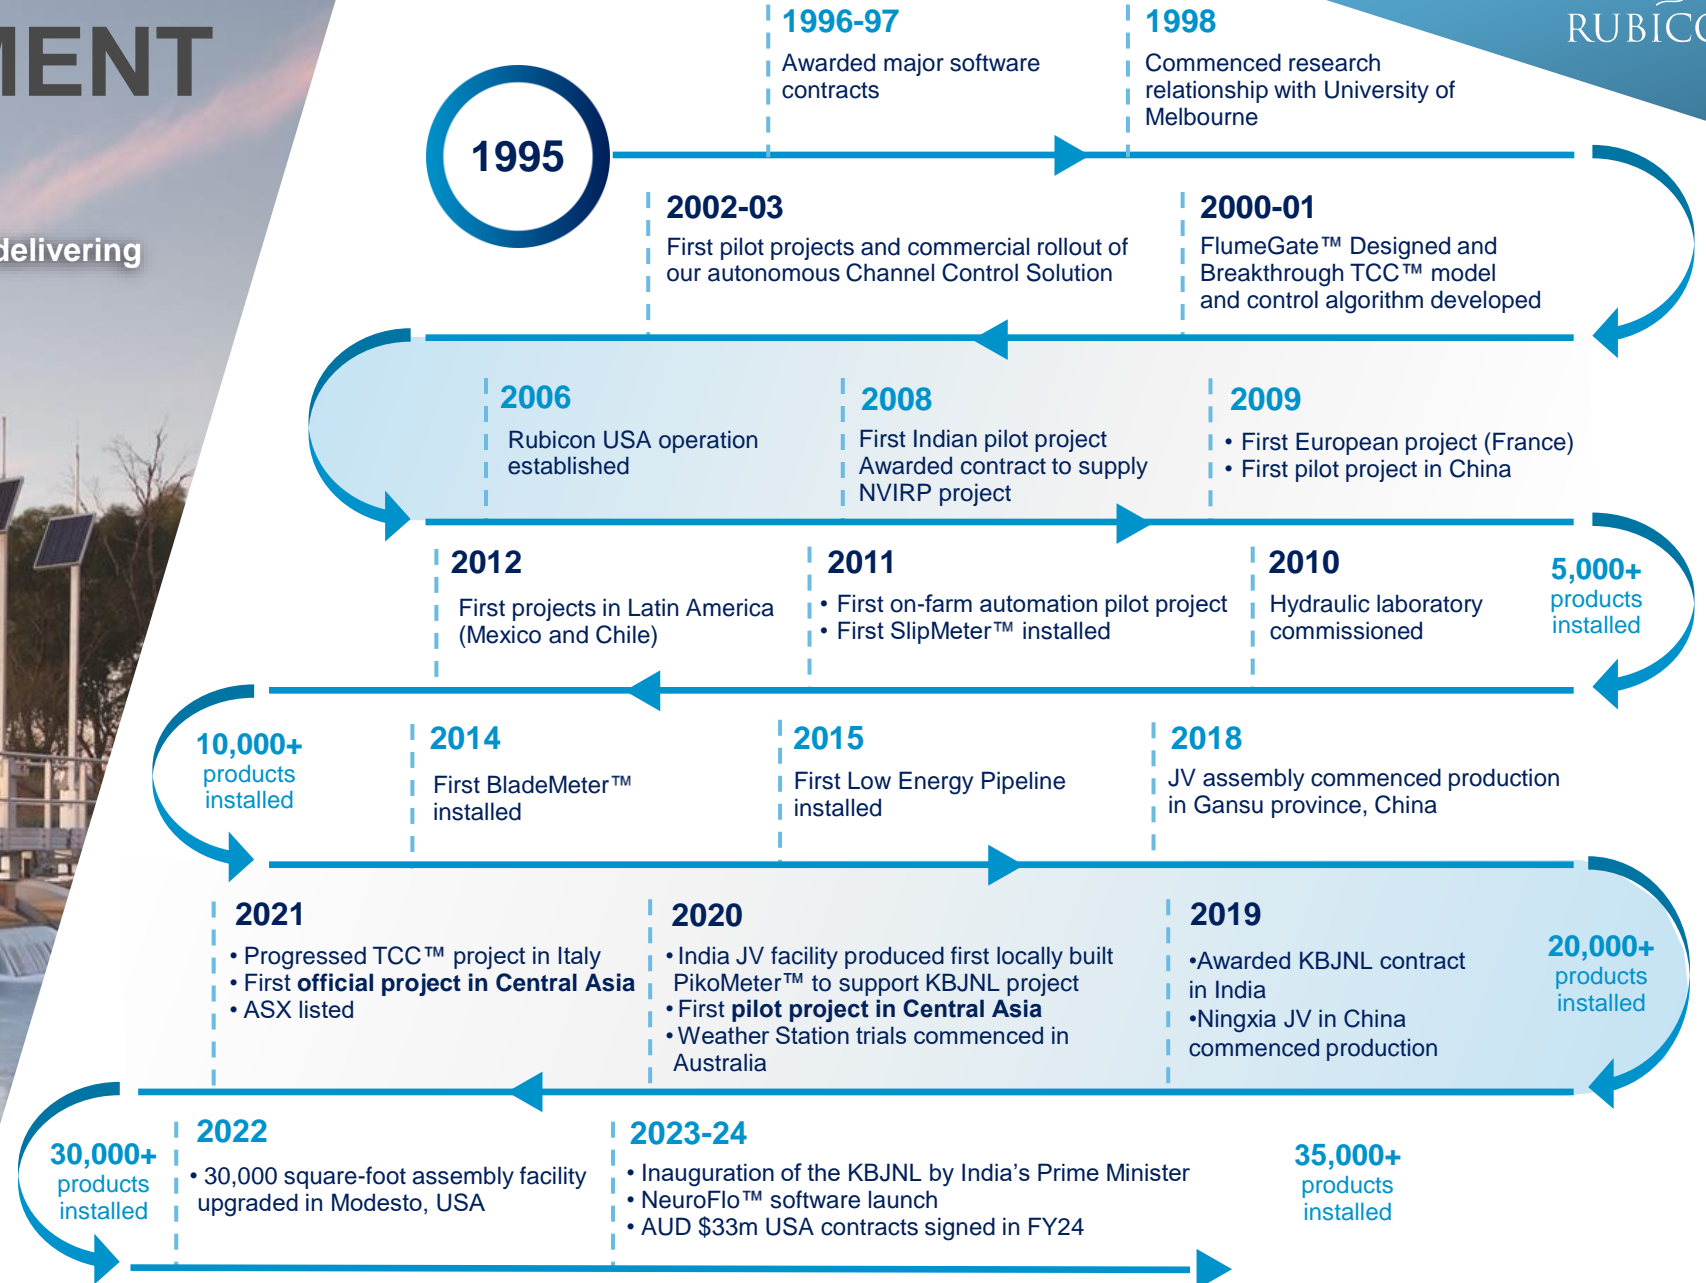 MENT
delivering
RUBICO
1995
1996-97
Awarded major software
contracts
1998
Commenced research
relationship with University of
Melbourne
2002-03
First pilot projects and commercial rollout of
our autonomous Channel Control Solution
2000-01
FlumeGate™ Designed and
Breakthrough TCC™ model
and control algorithm developed
2006
Rubicon USA operation
established
2008
First Indian pilot project
Awarded contract to supply
NVIRP project
2009
• First European project (France)
• First pilot project in China
2012
First projects in Latin America
(Mexico and Chile)
2011
• First on-farm automation pilot project
• First SlipMeter™ installed
2010
Hydraulic laboratory
commissioned
5,000+
products
installed
10,000+
products
installed
2014
First BladeMeter™
installed
2015
First Low Energy Pipeline
installed
2018
JV assembly commenced production
in Gansu province, China
2021
• Progressed TCC™ project in Italy
• First official project in Central Asia
• ASX listed
2020
• India JV facility produced first locally built
PikoMeter™ to support KBJNL project
• First pilot project in Central Asia
• Weather Station trials commenced in
Australia
2019
•Awarded KBJNL contract
in India
•Ningxia JV in China
commenced production
20,000+
products
installed
30,000+
products
installed
2022
• 30,000 square-foot assembly facility
upgraded in Modesto, USA
2023-24
• Inauguration of the KBJNL by India's Prime Minister
• NeuroFlo™ software launch
• AUD $33m USA contracts signed in FY24
35,000+
products
installed